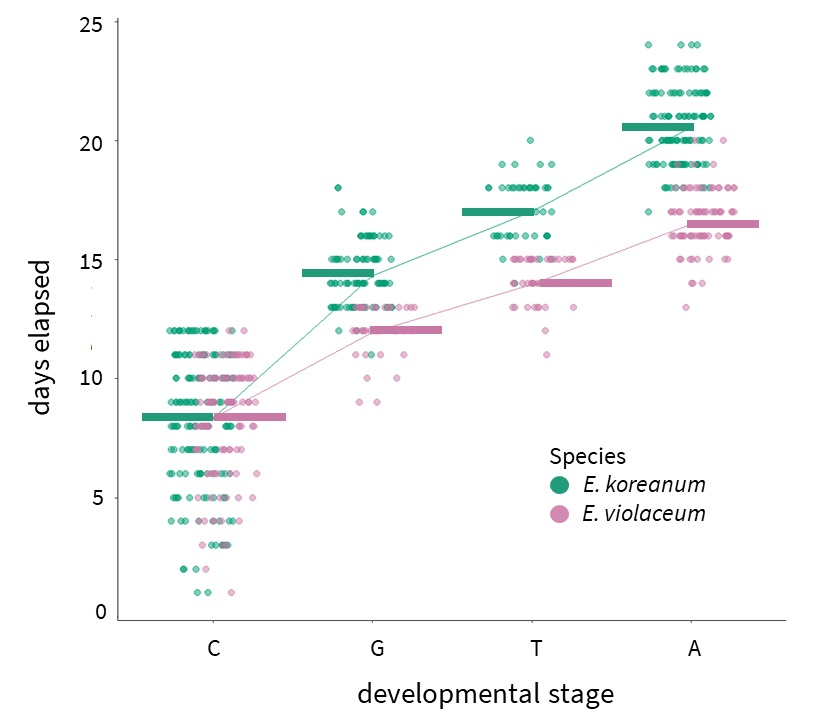 25
20
15
10
5
0
days elapsed
C G T A
developmental stage
Species
E. koreanum
E. violaceum